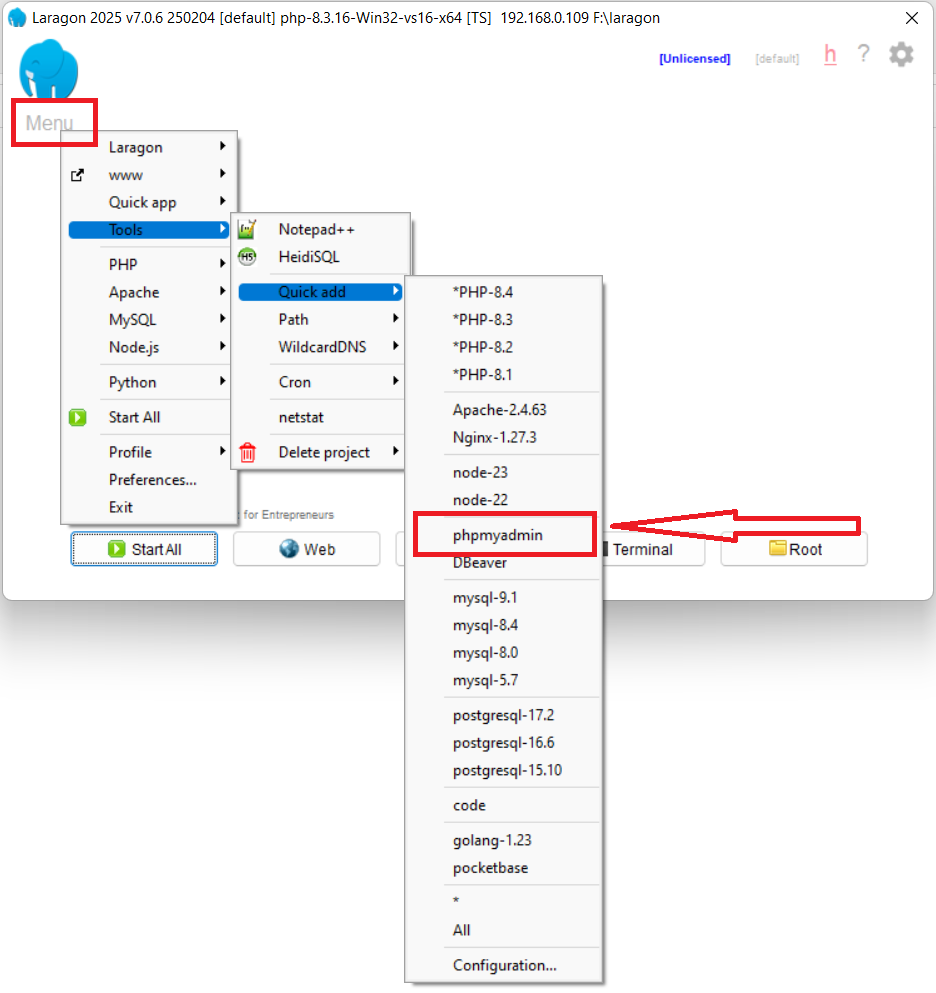 Laragon 2025 v7.0.6 250204 [default] php-8.3.16-Win32-vs16-x64 [TS] 192.168.0.109 F:\laragon
[Unlicensed] [default] h ?
Menu
Laragon
www
Quick app
Tools
PHP
Apache
MySQL
Node.js
Python
Start All
Profile
Preferences...
Exit
Notepad++
HeidiSQL
Quick add
Path
WildcardDNS
Cron
netstat
Delete project
*PHP-8.4
*PHP-8.3
*PHP-8.2
*PHP-8.1
Apache-2.4.63
Nginx-1.27.3
node-23
node-22
phpmyadmin
DBeaver
mysql-9.1
mysql-8.4
mysql-8.0
mysql-5.7
postgresql-17.2
postgresql-16.6
postgresql-15.10
code
golang-1.23
pocketbase
*
All
Configuration...
for Entrepreneurs
Start All Web Terminal Root